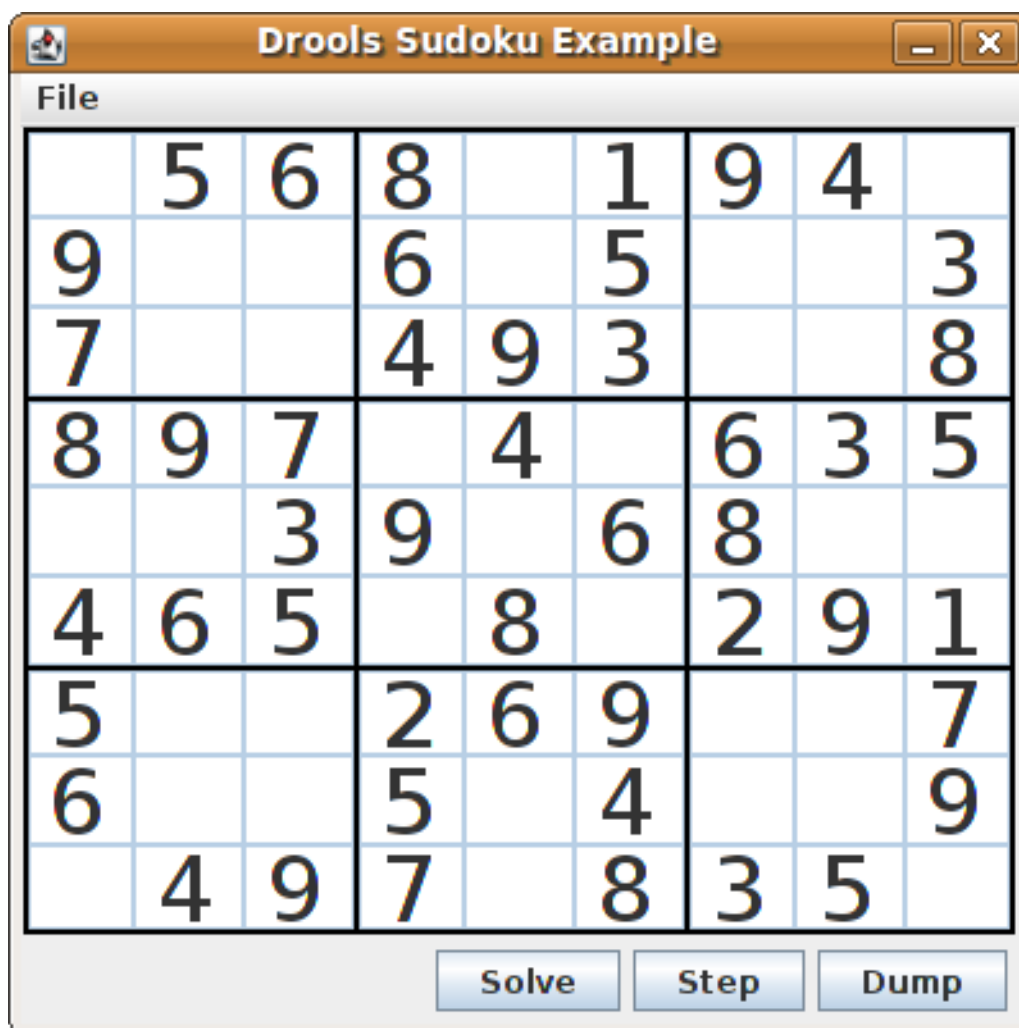 Drools Sudoku Example
File
5 6 8 1 9 4
9 6 5 3
7 4 9 3 8
8 9 7 4 6 3 5
3 9 6 8
4 6 5 8 2 9 1
5 2 6 9 7
6 5 4 9
4 9 7 8 3 5
Solve Step Dump